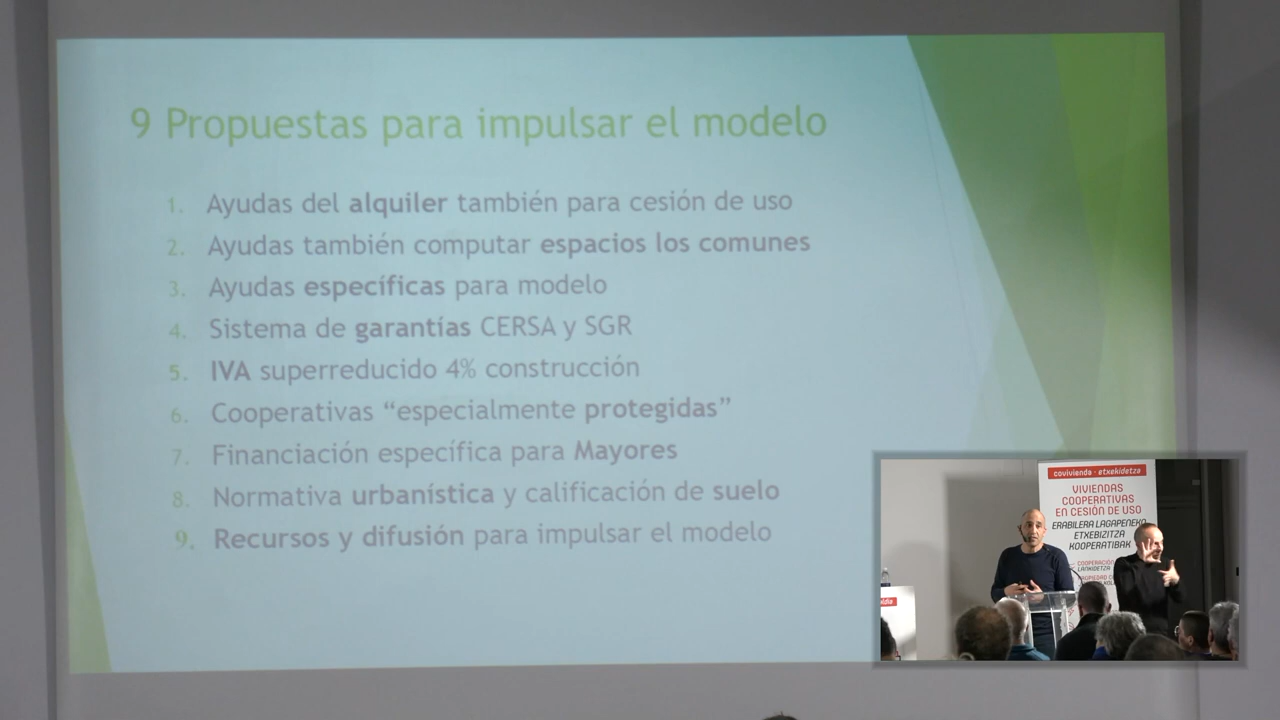 9 Propuestas para impulsar el modelo
1. Ayudas del alquiler también para cesión de uso
2. Ayudas también computar espacios los comunes
3. Ayudas específicas para modelo
4. Sistema de garantías CERSA y SGR
5. IVA superreducido 4% construcción
6. Cooperativas “especialmente protegidas”
7. Financiación específica para Mayores
8. Normativa urbanística y calificación de suelo
9. Recursos y difusión para impulsar el modelo
covivienda · etxekidetza
VIVIENDAS
COOPERATIVAS
EN CESIÓN DE USO
ERABILERA LAGAPENEKO
ETXEBIZITZA
KOOPERATIBAK
COOPERACIÓN
LANKIDETZA